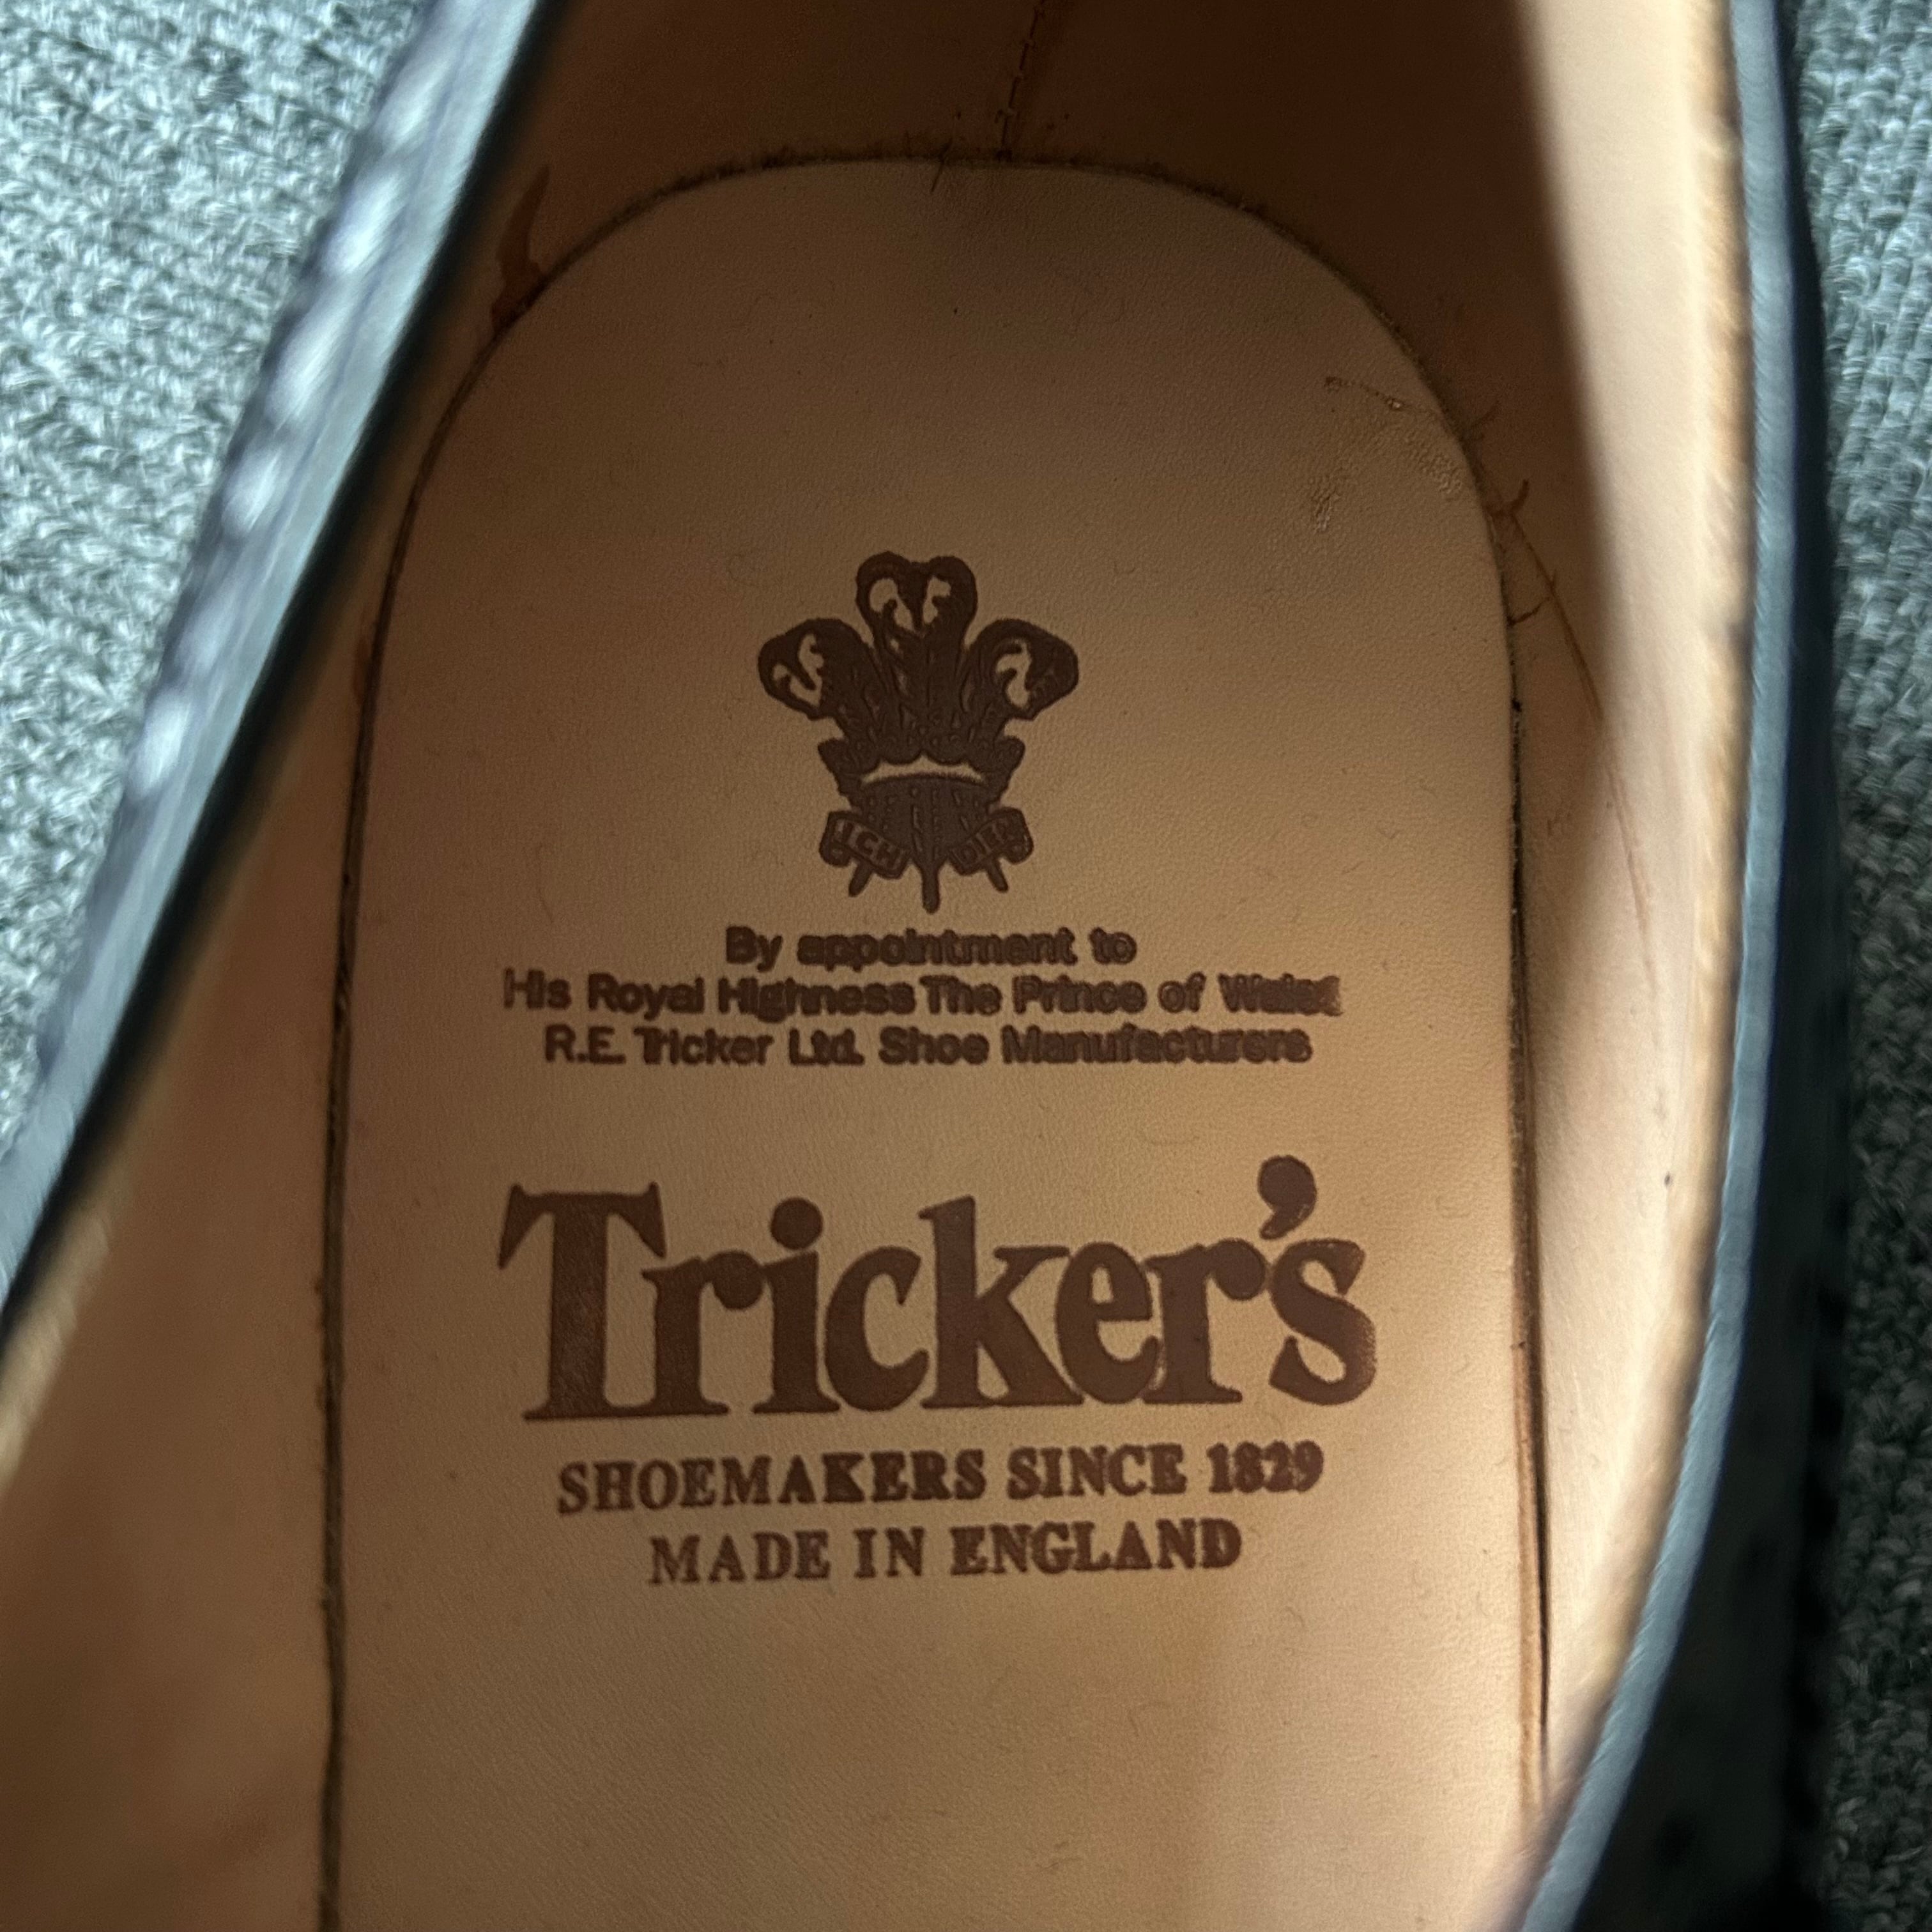 ICH DIEN
By appointment to
His Royal Highness The Prince of Wales
R.E. Tricker Ltd. Shoe Manufacturers
Tricker's
SHOEMAKERS SINCE 1829
MADE IN ENGLAND